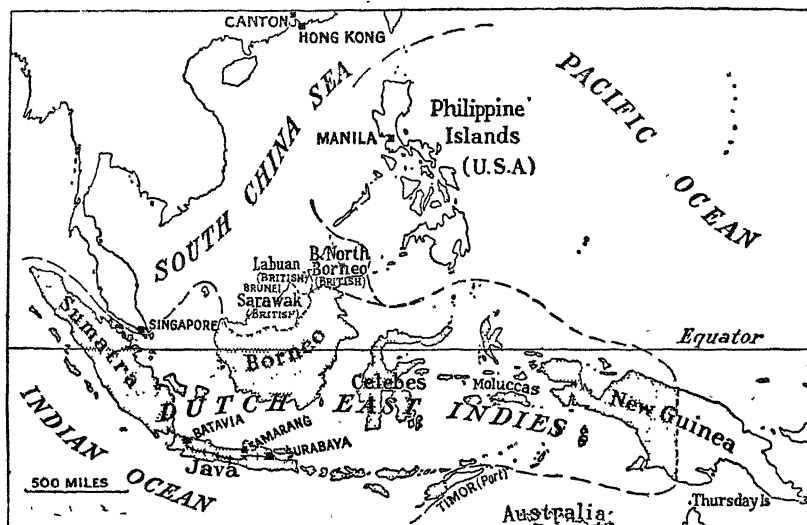 CANTON
HONG KONG
SOUTH CHINA SEA
PACIFIC OCEAN
Philippine
Islands
(U.S.A)
MANILA
B. North
Borneo
(BRITISH)
Labuan
(BRITISH)
BRUNEI
Sarawak
(BRITISH)
SINGAPORE
Sumatra
Borneo
Equator
Celebes
Moluccas
New Guinea
DUTCH EAST INDIES
INDIAN OCEAN
BATAVIA
SAMARANG
SURABAYA
Java
500 MILES
TIMOR (Port)
Thursday Is
Australia